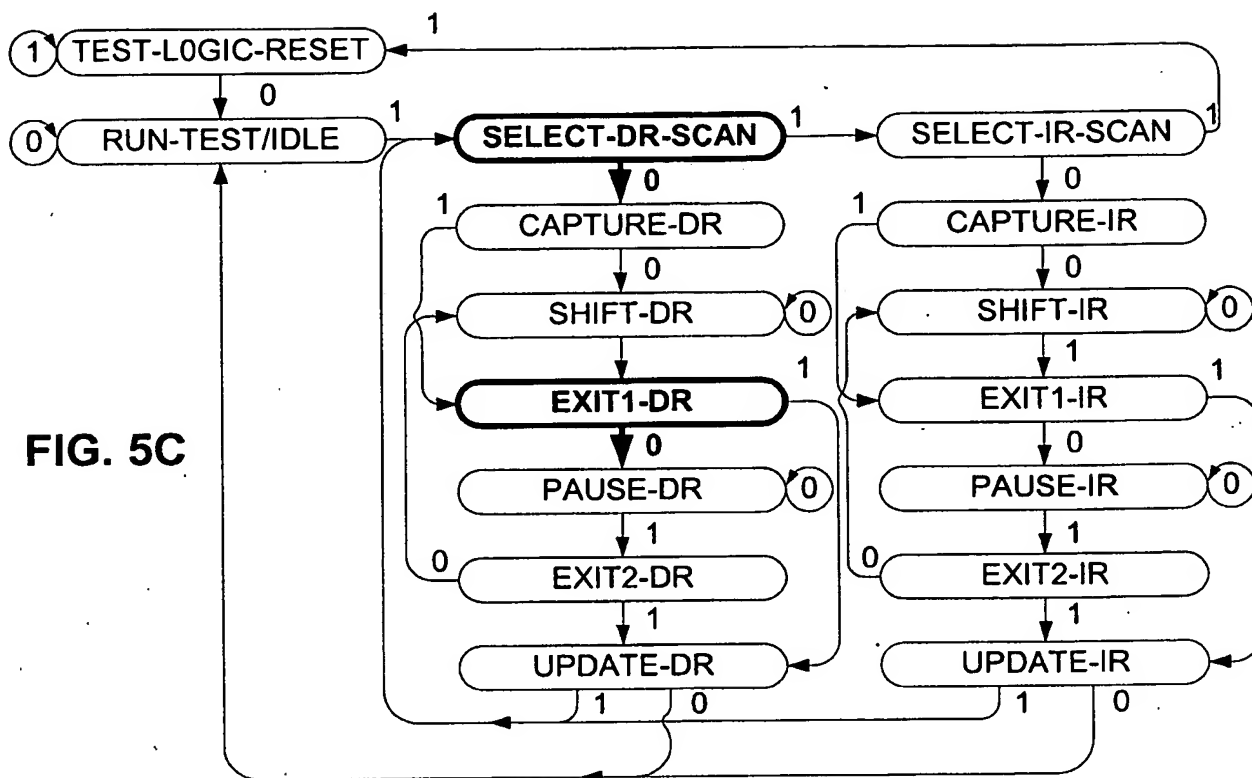 1
1 TEST-L0GIC-RESET
0
0 RUN-TEST/IDLE 1 SELECT-DR-SCAN 1 SELECT-IR-SCAN 1
0 0
1 CAPTURE-DR 1 CAPTURE-IR
0 0
SHIFT-DR 0 SHIFT-IR 0
1
EXIT1-DR 1 EXIT1-IR 1
FIG. 5C
0 0
PAUSE-DR 0 PAUSE-IR 0
1 1
0 EXIT2-DR 0 EXIT2-IR
1 1
UPDATE-DR UPDATE-IR
1 0 1 0